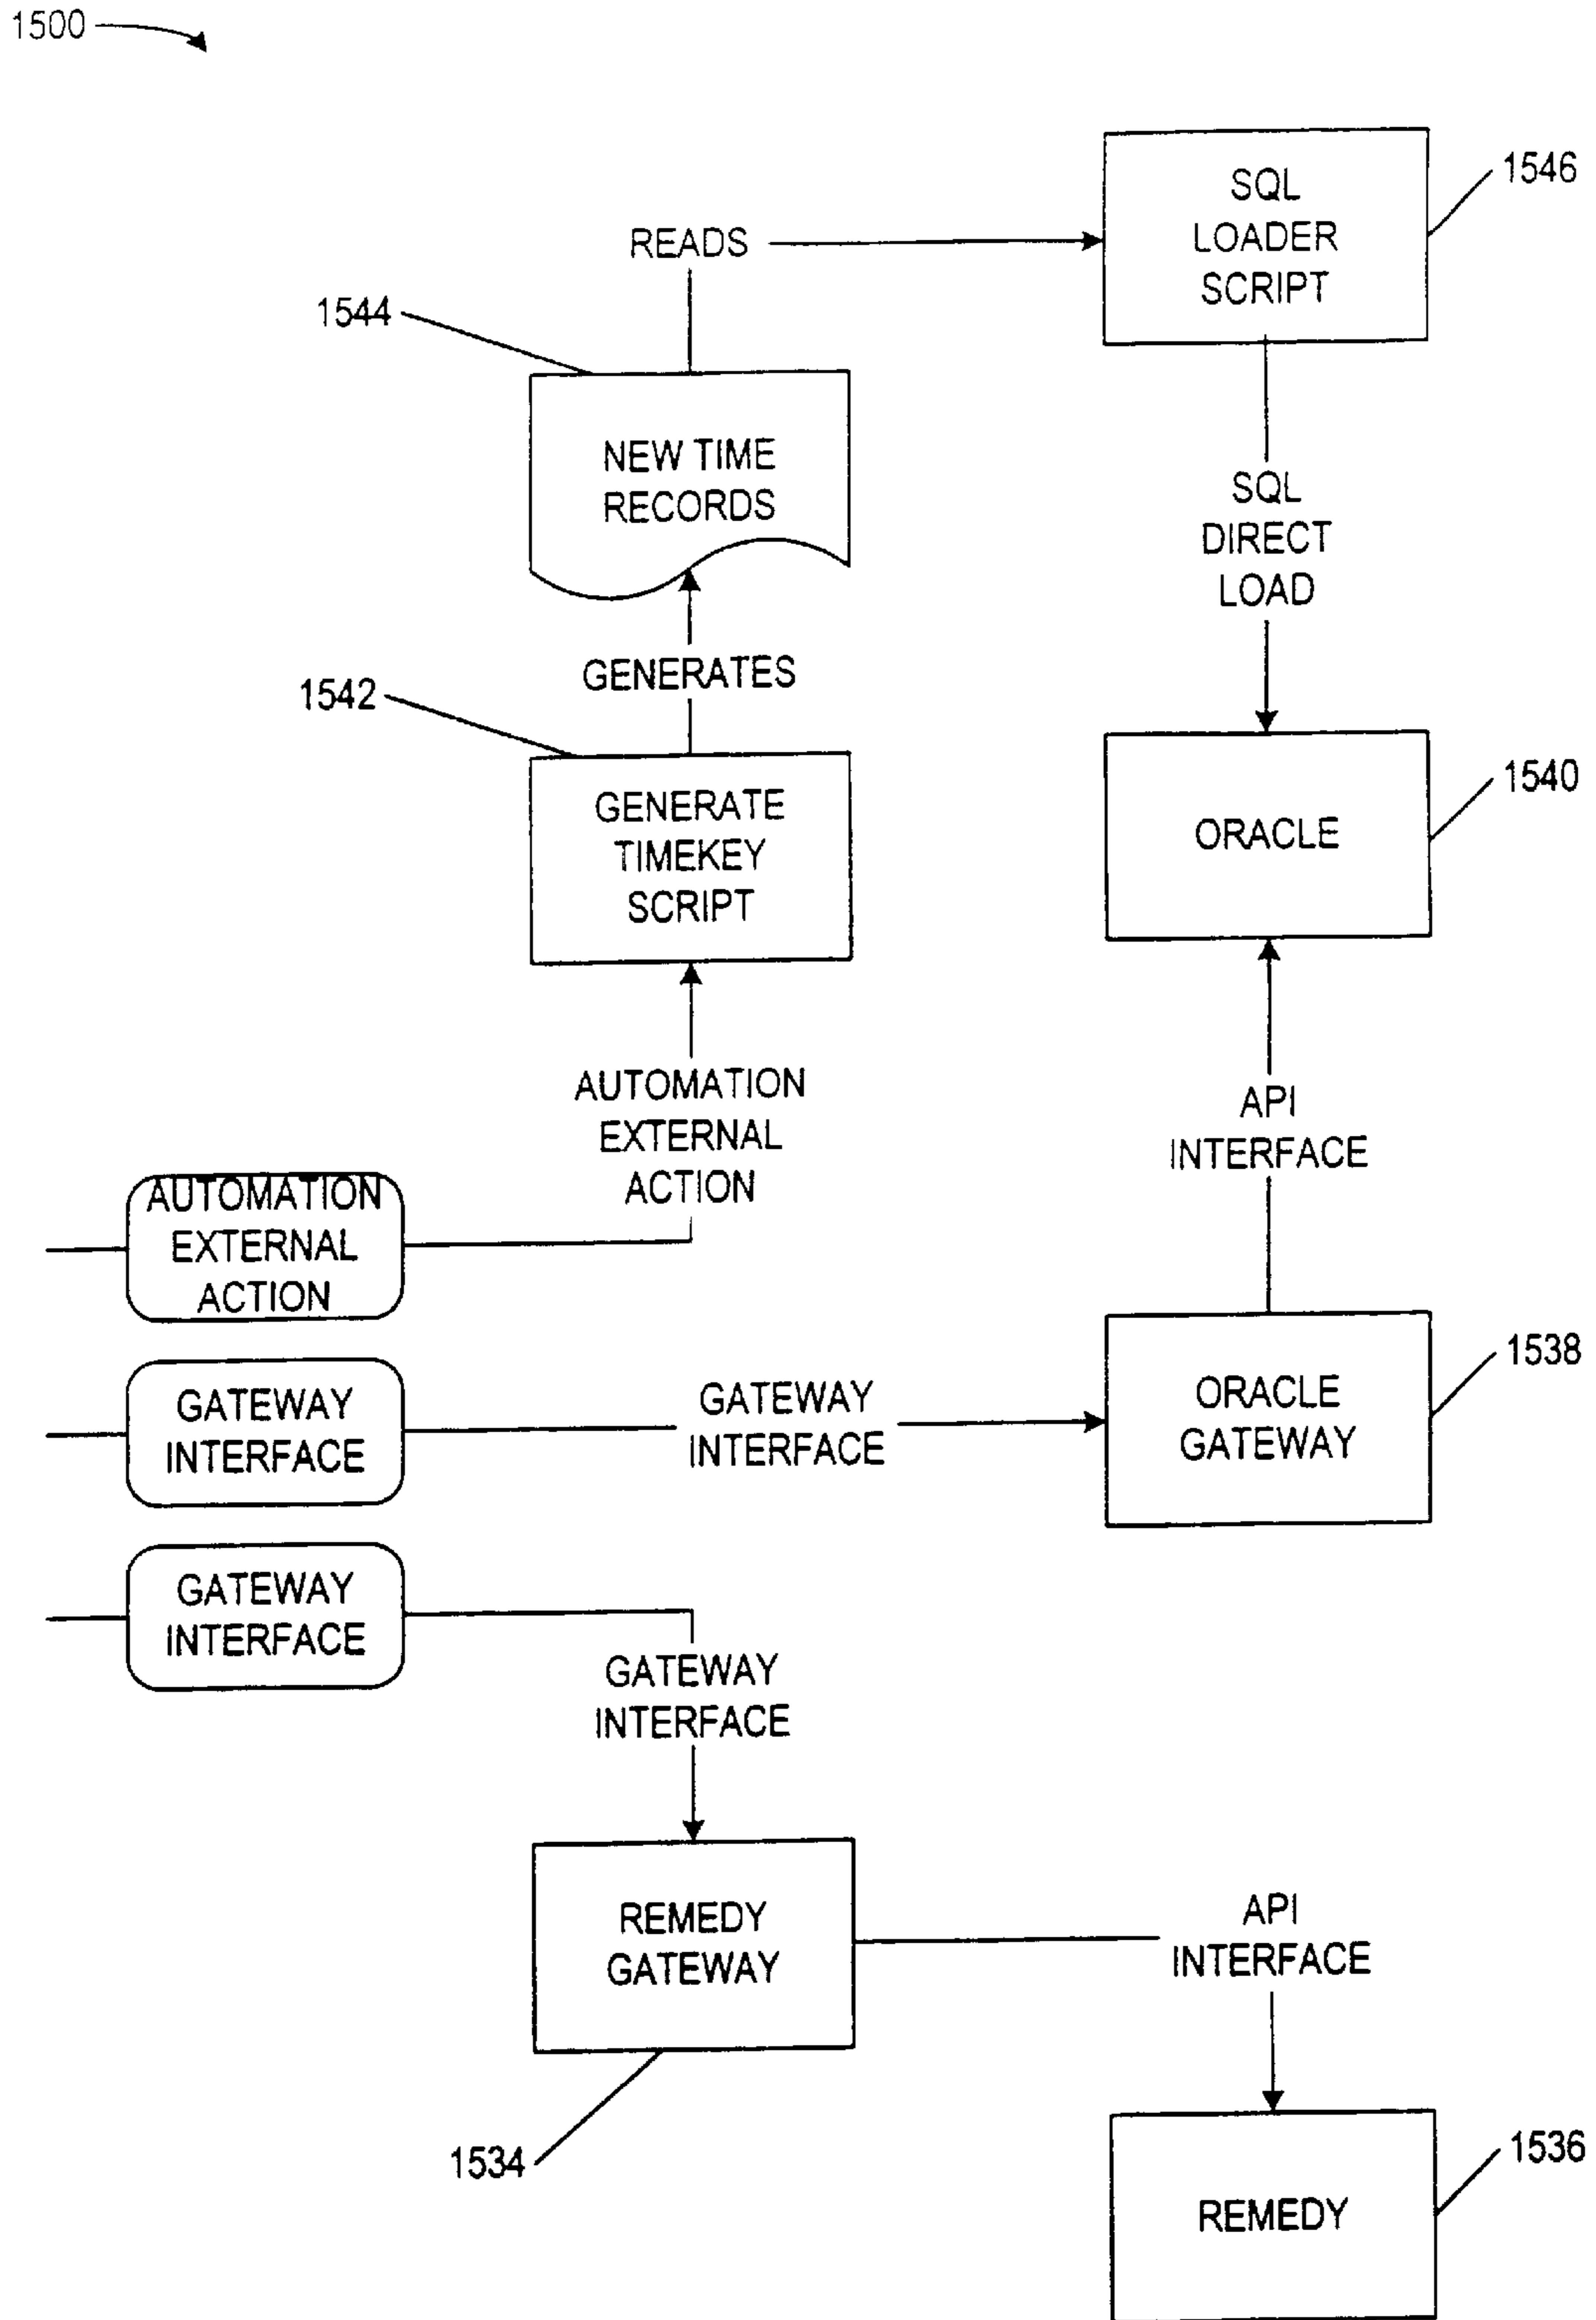 1500
SQL
LOADER
SCRIPT
1546
READS
1544
NEW TIME
RECORDS
SQL
DIRECT
LOAD
GENERATES
1542
GENERATE
TIMEKEY
SCRIPT
ORACLE
1540
AUTOMATION
EXTERNAL
ACTION
API
INTERFACE
AUTOMATION
EXTERNAL
ACTION
GATEWAY
INTERFACE
GATEWAY
INTERFACE
ORACLE
GATEWAY
1538
GATEWAY
INTERFACE
GATEWAY
INTERFACE
REMEDY
GATEWAY
API
INTERFACE
1534
REMEDY
1536